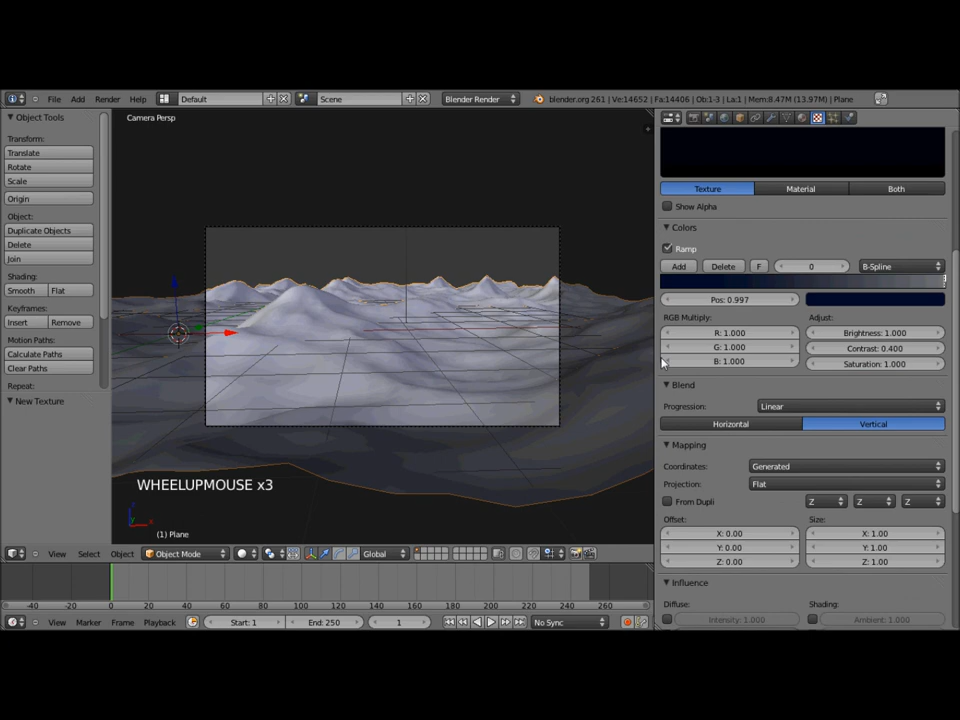 File Add Render Help Default Scene Blender Render blender.org 261 | Ve:14652 | Fa:14406 | Ob:1-3 | La:1 | Mem:8.47M (13.97M) | Plane
Object Tools
Transform:
Translate
Rotate
Scale
Origin
Object:
Duplicate Objects
Delete
Join
Shading:
Smooth Flat
Keyframes:
Insert Remove
Motion Paths:
Calculate Paths
Clear Paths
Repeat:
New Texture
Camera Persp
WHEELUPMOUSE x3
z
y
x
(1) Plane
Texture Material Both
Show Alpha
Colors
Ramp
Add Delete F 0 B-Spline
Pos: 0.997
RGB Multiply: Adjust:
R: 1.000 Brightness: 1.000
G: 1.000 Contrast: 0.400
B: 1.000 Saturation: 1.000
Blend
Progression: Linear
Horizontal Vertical
Mapping
Coordinates: Generated
Projection: Flat
From Dupli Z Z Z
Offset: Size:
X: 0.00 X: 1.00
Y: 0.00 Y: 1.00
Z: 0.00 Z: 1.00
Influence
Diffuse: Shading:
Intensity: 1.000 Ambient: 1.000
View Select Object Object Mode Global
-40 -20 0 20 40 60 80 100 120 140 160 180 200 220 240 260
View Marker Frame Playback Start: 1 End: 250 1 No Sync